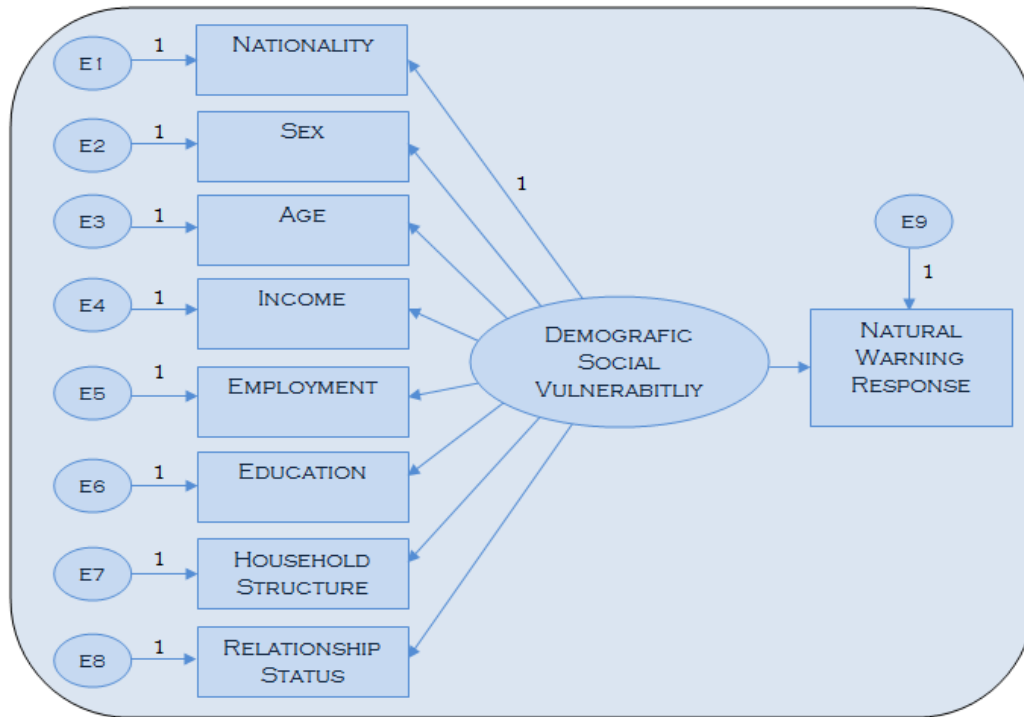 E1
1
Nationality
E2
1
Sex
E3
1
Age
E4
1
Income
E5
1
Employment
E6
1
Education
E7
1
Household
Structure
E8
1
Relationship
Status
1
Demografic
Social
Vulnerabitliy
E9
1
Natural
Warning
Response